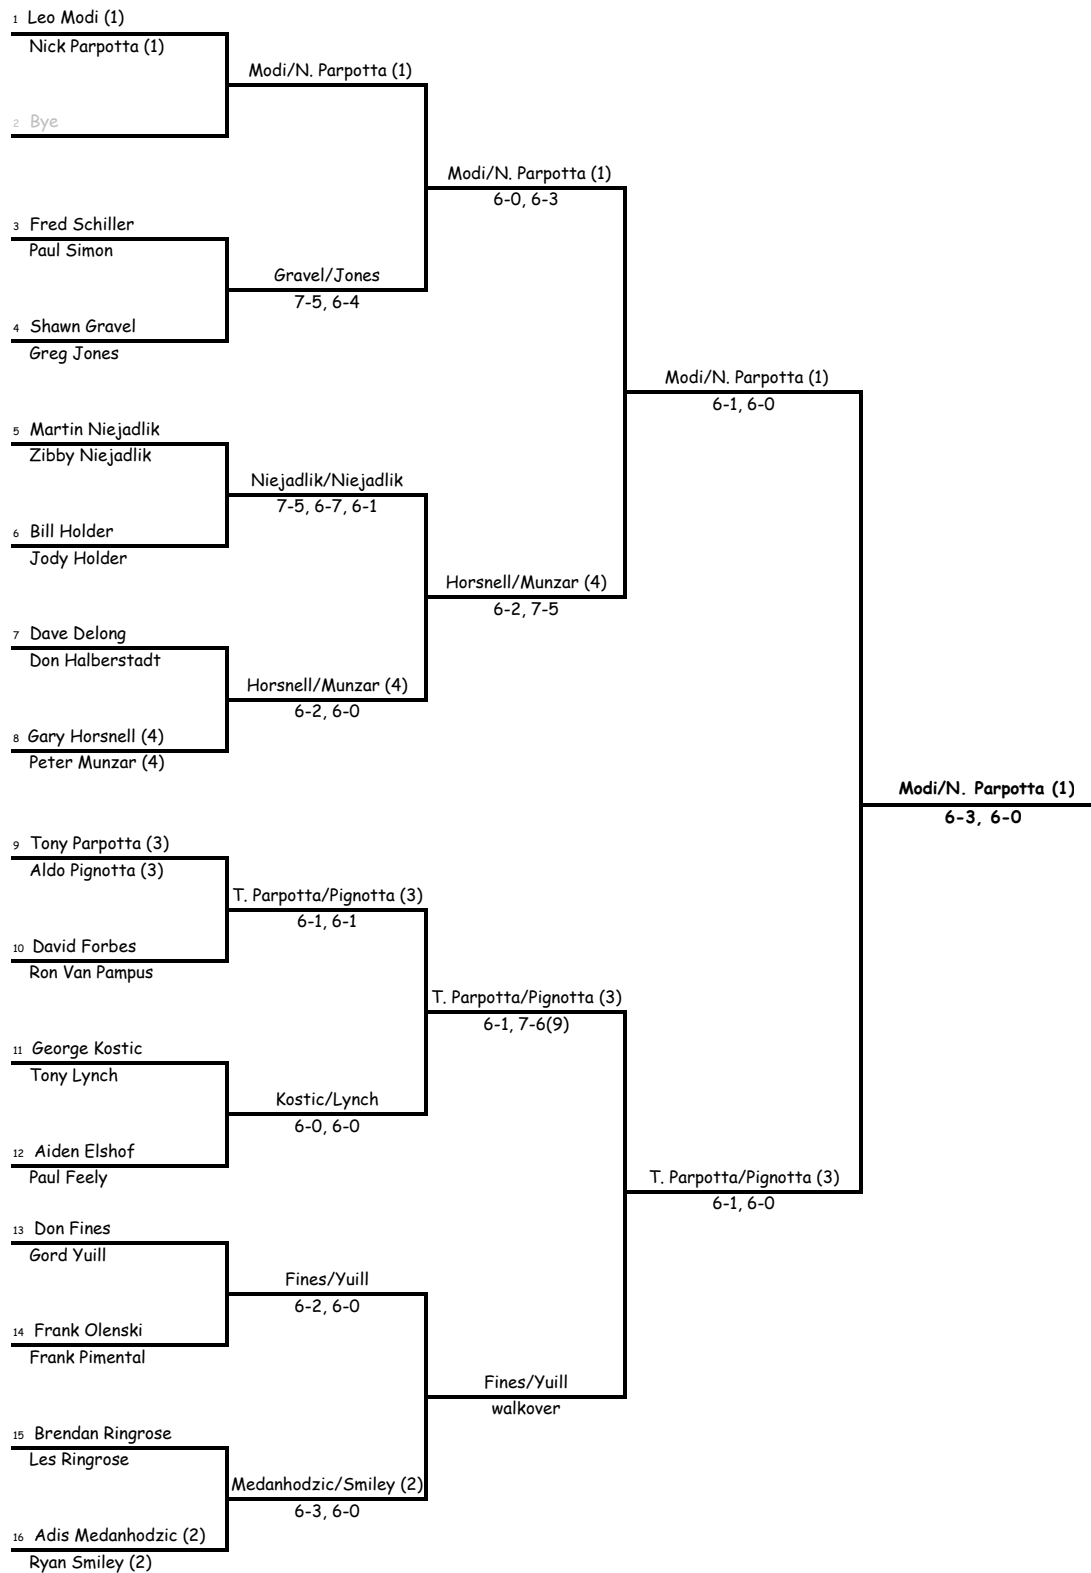 1 Leo Modi (1)
Nick Parpotta (1)
Modi/N. Parpotta (1)
2 Bye
Modi/N. Parpotta (1)
6-0, 6-3
3 Fred Schiller
Paul Simon
Gravel/Jones
7-5, 6-4
4 Shawn Gravel
Greg Jones
Modi/N. Parpotta (1)
6-1, 6-0
5 Martin Niejadlik
Zibby Niejadlik
Niejadlik/Niejadlik
7-5, 6-7, 6-1
6 Bill Holder
Jody Holder
Horsnell/Munzar (4)
6-2, 7-5
7 Dave Delong
Don Halberstadt
Horsnell/Munzar (4)
6-2, 6-0
8 Gary Horsnell (4)
Peter Munzar (4)
Modi/N. Parpotta (1)
6-3, 6-0
9 Tony Parpotta (3)
Aldo Pignotta (3)
T. Parpotta/Pignotta (3)
6-1, 6-1
10 David Forbes
Ron Van Pampus
T. Parpotta/Pignotta (3)
6-1, 7-6(9)
11 George Kostic
Tony Lynch
Kostic/Lynch
6-0, 6-0
12 Aiden Elshof
Paul Feely
T. Parpotta/Pignotta (3)
6-1, 6-0
13 Don Fines
Gord Yuill
Fines/Yuill
6-2, 6-0
14 Frank Olenski
Frank Pimental
Fines/Yuill
walkover
15 Brendan Ringrose
Les Ringrose
Medanhodzic/Smiley (2)
6-3, 6-0
16 Adis Medanhodzic (2)
Ryan Smiley (2)